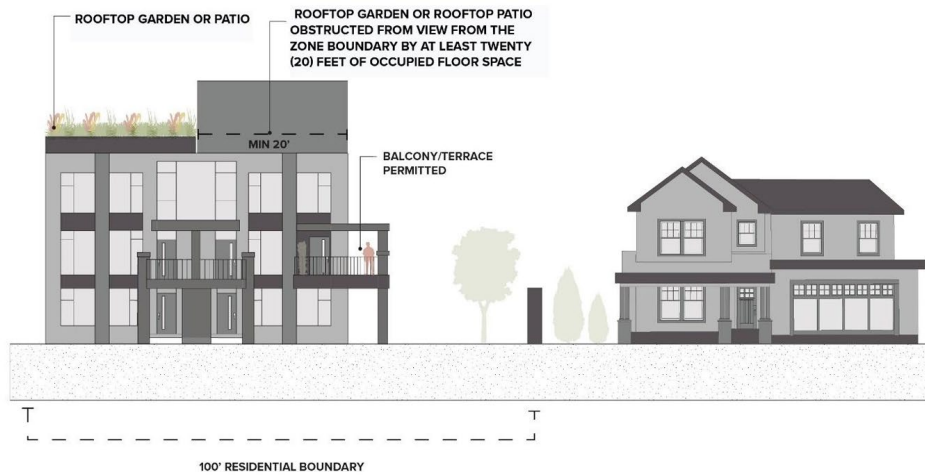 ROOFTOP GARDEN OR PATIO
ROOFTOP GARDEN OR ROOFTOP PATIO
OBSTRUCTED FROM VIEW FROM THE
ZONE BOUNDARY BY AT LEAST TWENTY
(20) FEET OF OCCUPIED FLOOR SPACE
MIN 20'
BALCONY/TERRACE
PERMITTED
100' RESIDENTIAL BOUNDARY